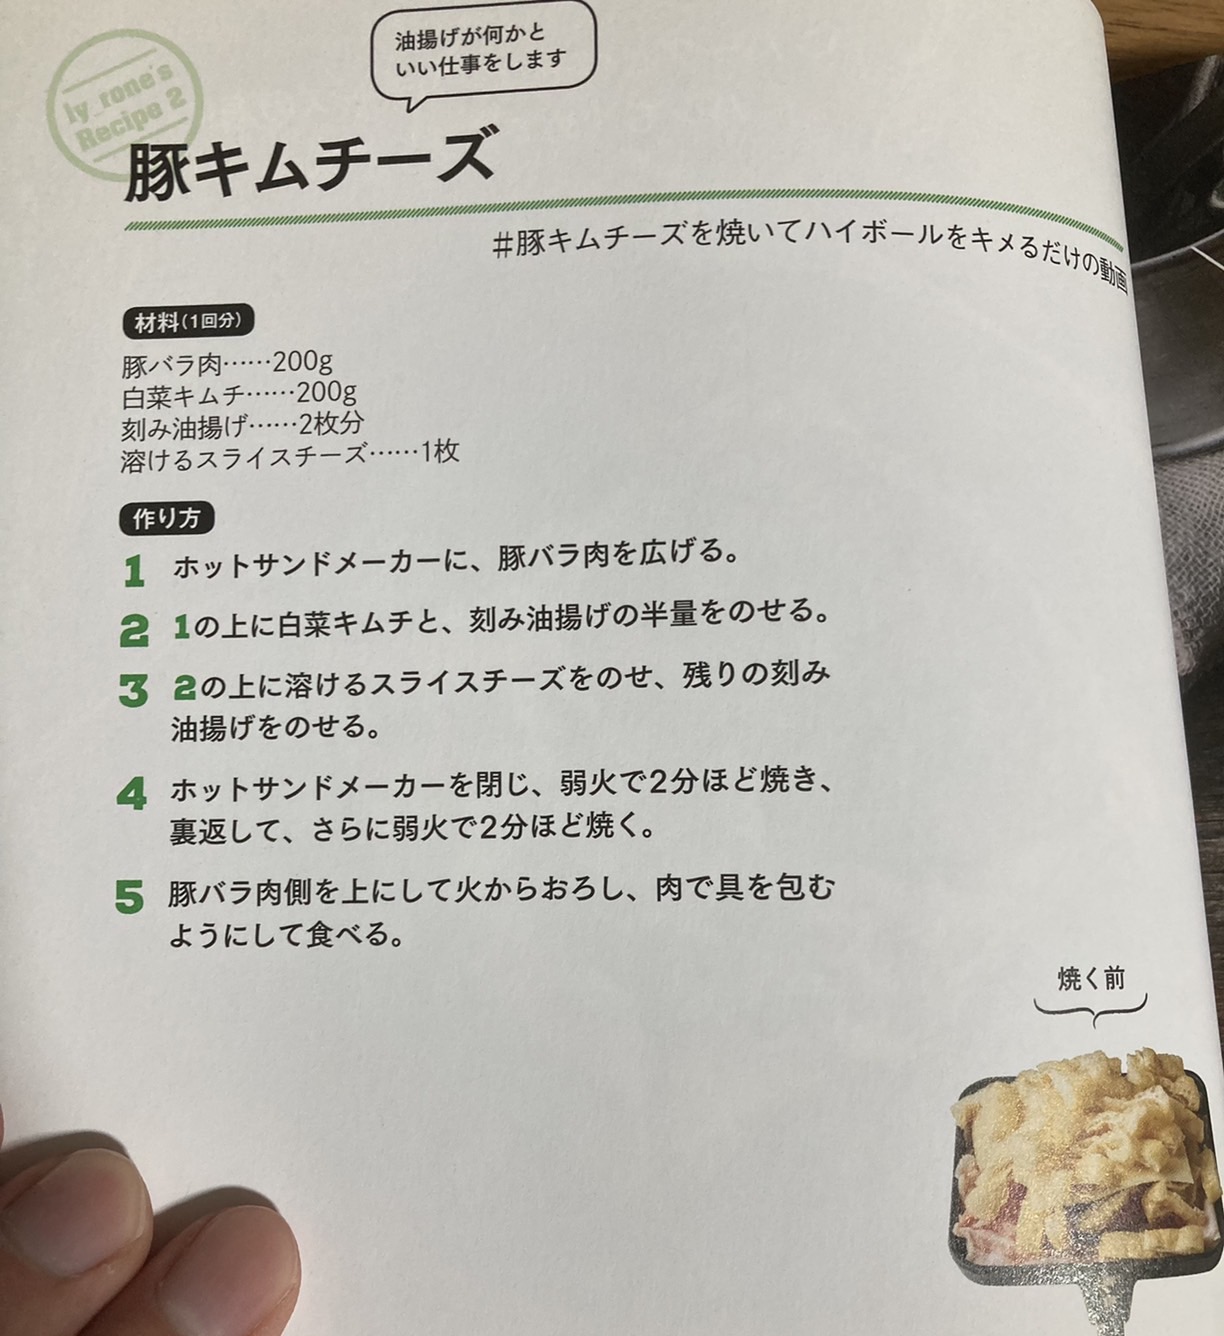 油揚げが何かと
いい仕事をします
ly_rone's
Recipe 2
豚キムチーズ
#豚キムチーズを焼いてハイボールをキメるだけの動画
材料(1回分)
豚バラ肉……200g
白菜キムチ……200g
刻み油揚げ……2枚分
溶けるスライスチーズ……1枚
作り方
1 ホットサンドメーカーに、豚バラ肉を広げる。
2 1の上に白菜キムチと、刻み油揚げの半量をのせる。
3 2の上に溶けるスライスチーズをのせ、残りの刻み
油揚げをのせる。
4 ホットサンドメーカーを閉じ、弱火で2分ほど焼き、
裏返して、さらに弱火で2分ほど焼く。
5 豚バラ肉側を上にして火からおろし、肉で具を包む
ようにして食べる。
焼く前